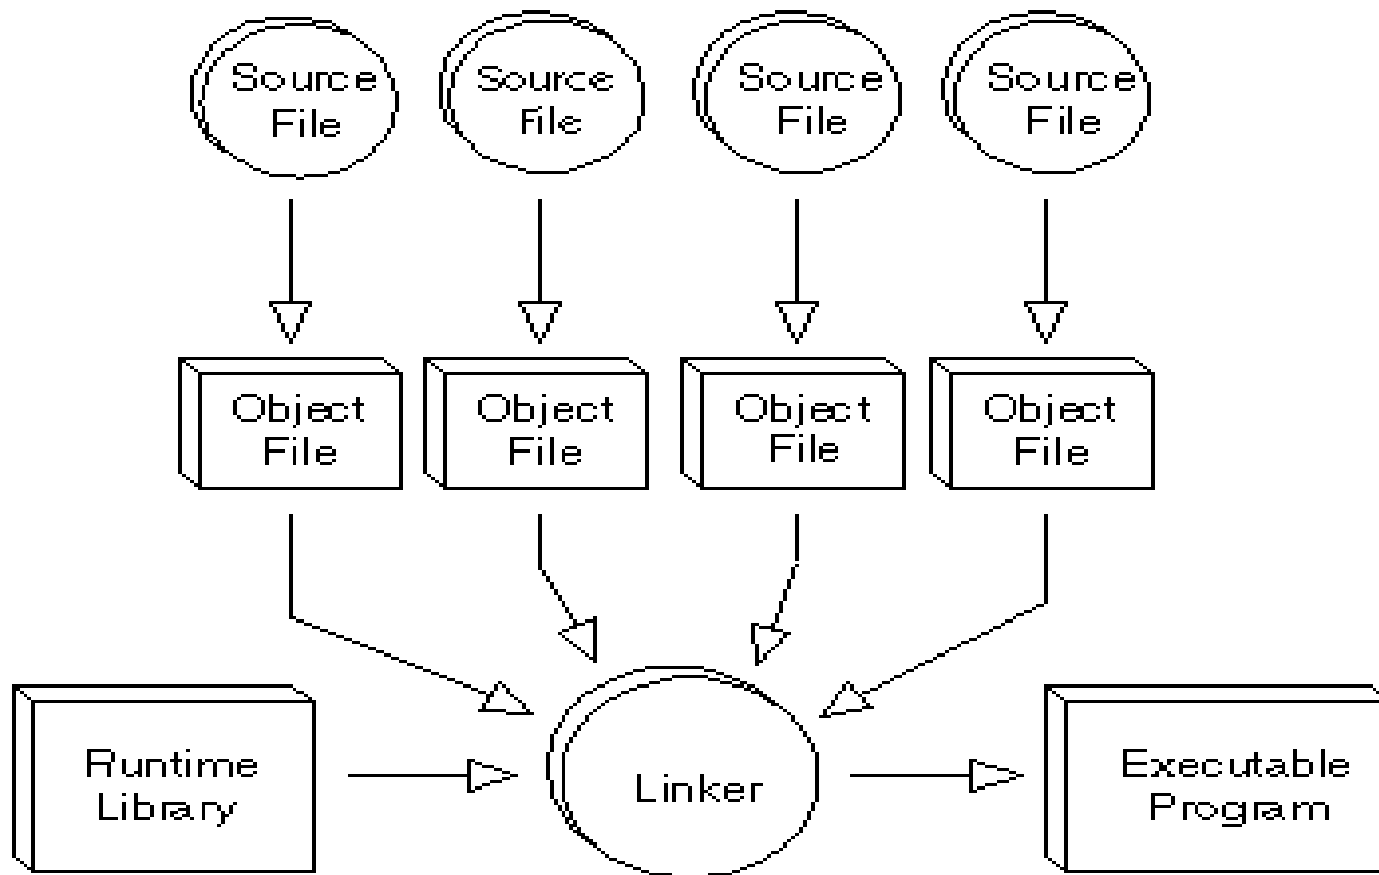 Source
File
Source
File
Source
File
Source
File
Object
File
Object
File
Object
File
Object
File
Runtime
Library
Linker
Executable
Program